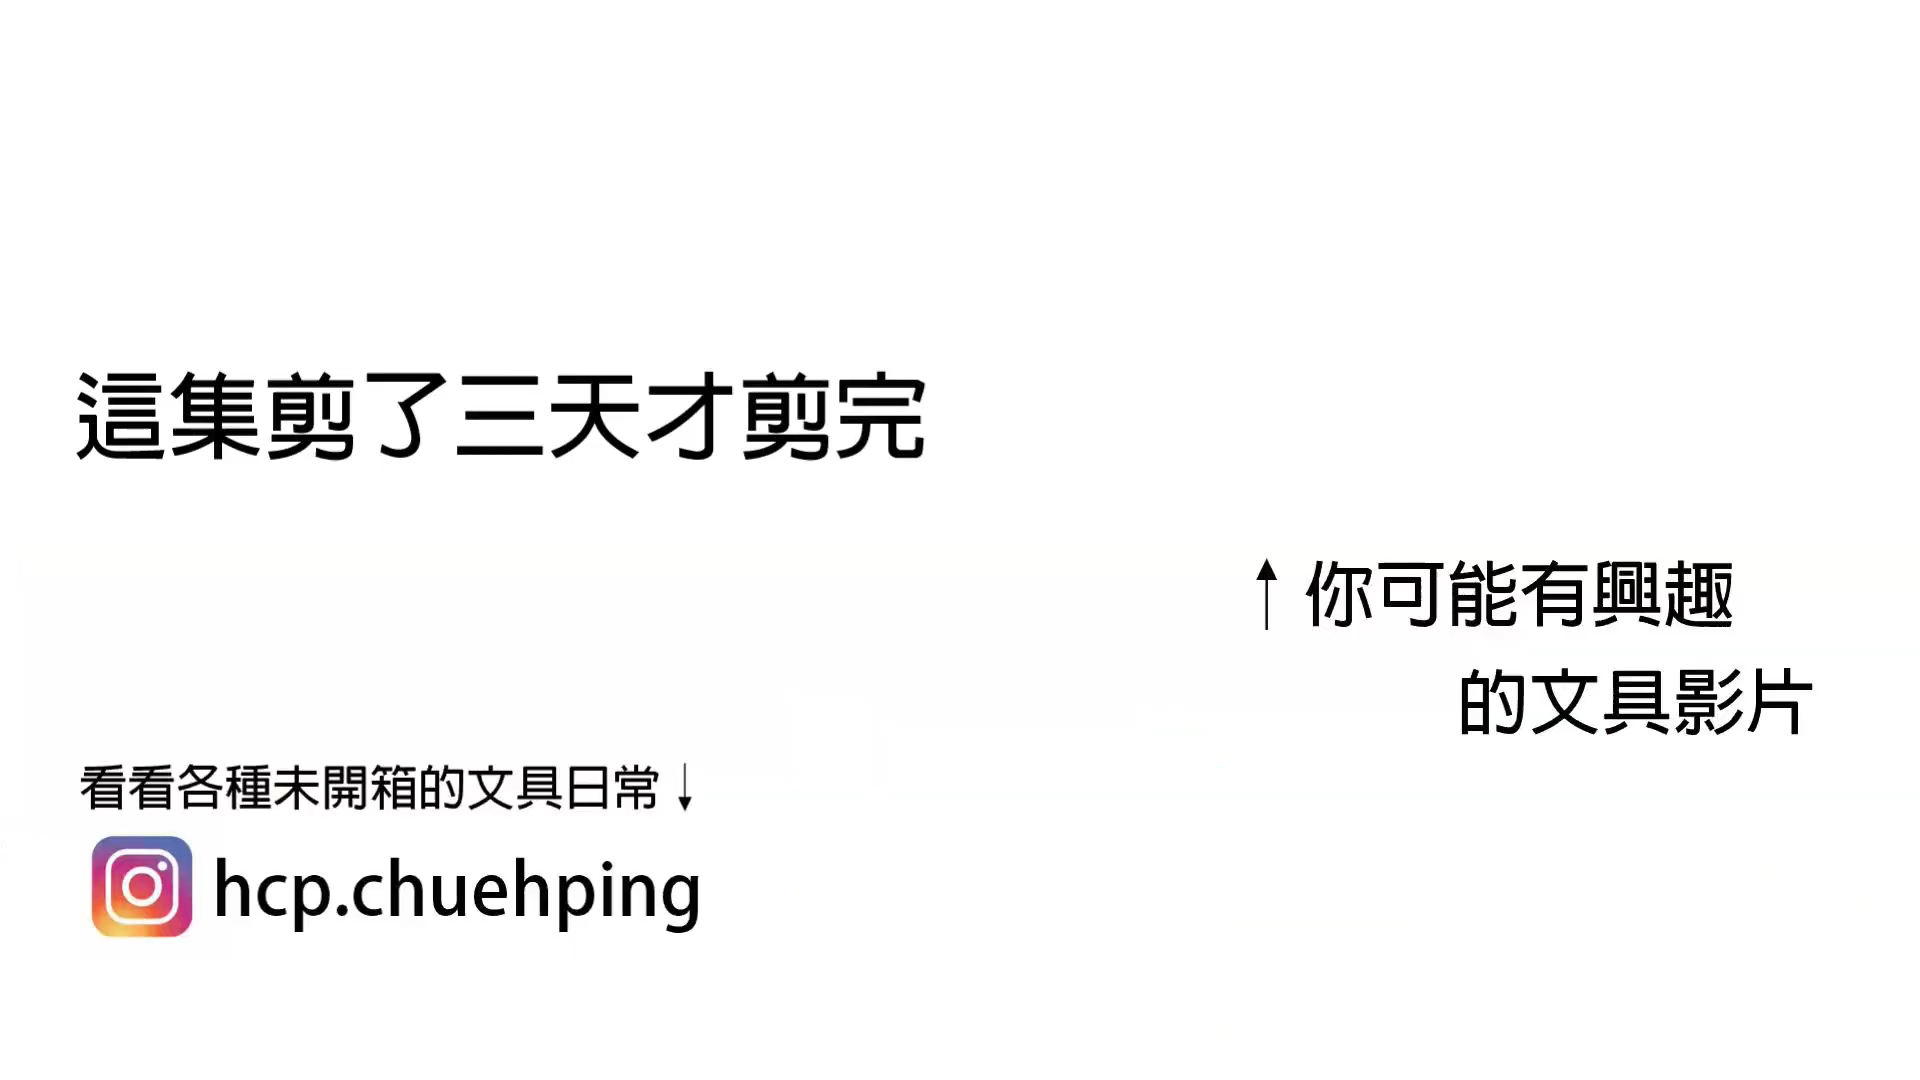 這集剪了三天才剪完
↑你可能有興趣
的文具影片
看看各種未開箱的文具日常↓
hcp.chuehping